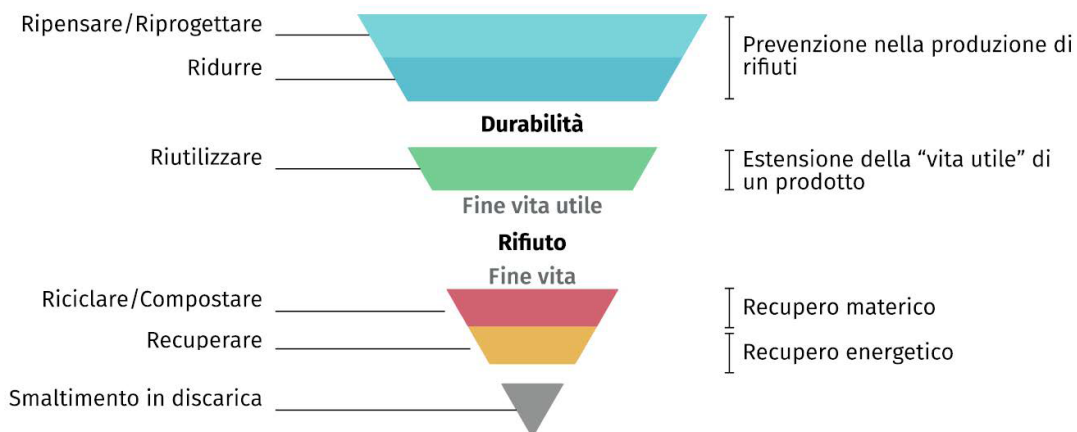 Ripensare/Riprogettare
Ridurre
Prevenzione nella produzione di
rifiuti
Durabilità
Riutilizzare
Estensione della “vita utile” di
un prodotto
Fine vita utile
Rifiuto
Fine vita
Riciclare/Compostare
Recupero materico
Recuperare
Recupero energetico
Smaltimento in discarica